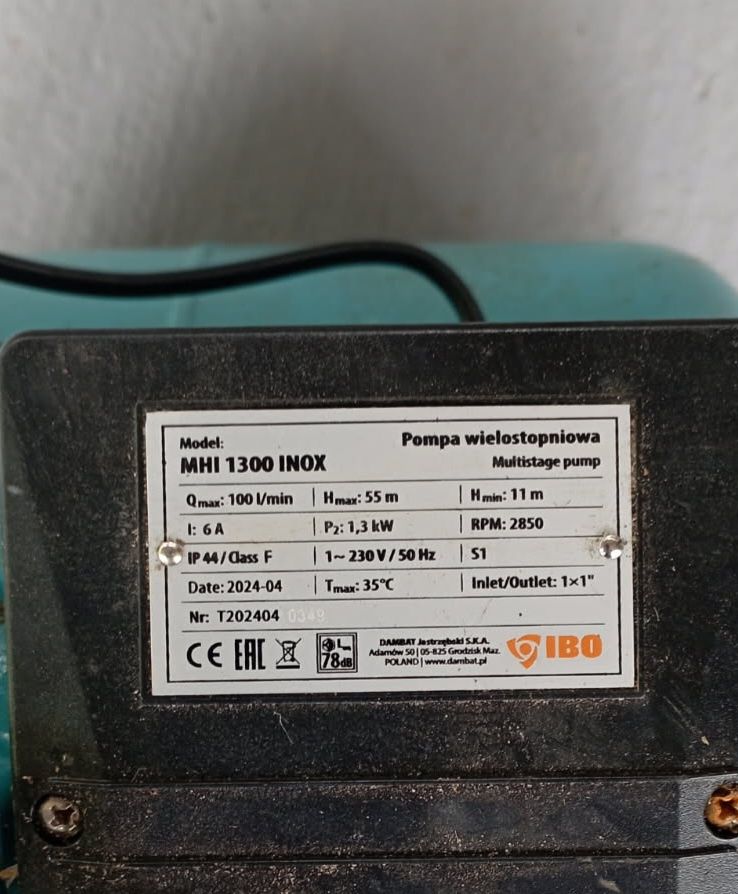 Model:
Pompa wielostopniowa
MHI 1300 INOX
Multistage pump
Qmax: 100 l/min | Hmax: 55 m | Hmin: 11 m
I: 6 A | P2: 1,3 kW | RPM: 2850
IP 44 / Class F | 1~ 230 V / 50 Hz | S1
Date: 2024-04 | Tmax: 35°C | Inlet/Outlet: 1×1"
Nr: T202404 0349
CE EAC 78dB
DAMBAT Jastrzębski S.K.A.
Adamów 50 | 05-825 Grodzisk Maz.
POLAND | www.dambat.pl
IBO